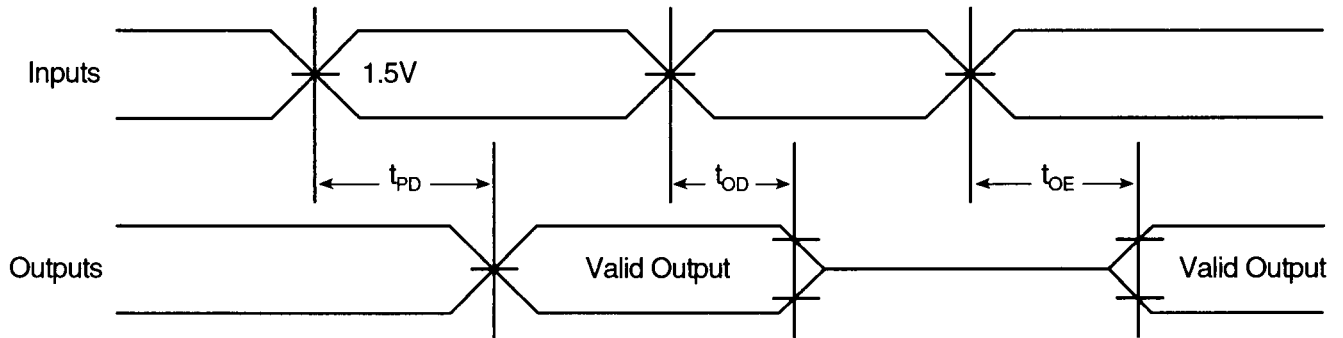 Inputs
1.5V
tPD
tOD
tOE
Outputs
Valid Output
Valid Output